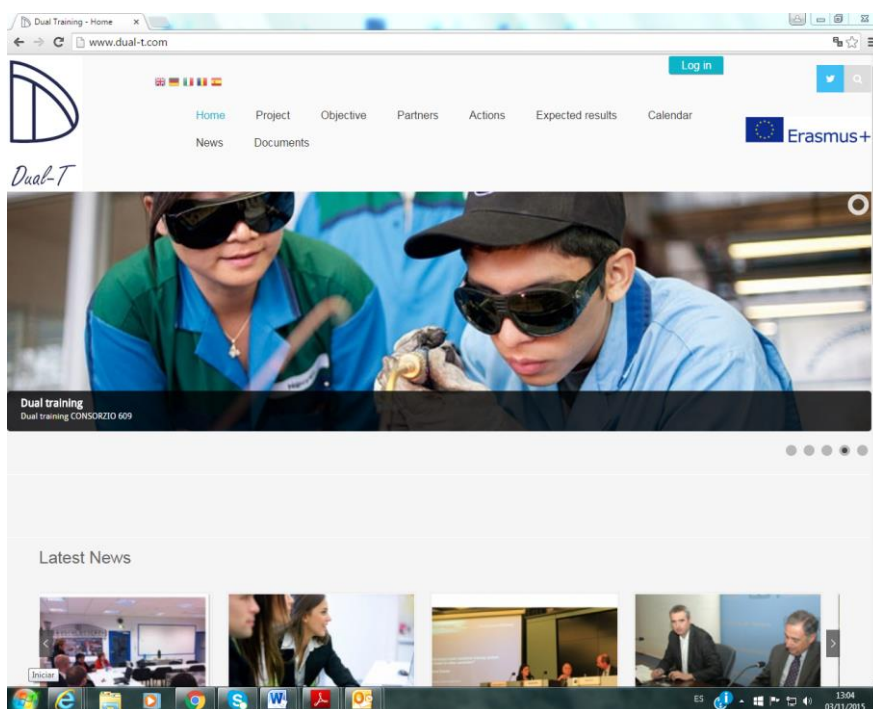 Dual Training - Home
www.dual-t.com
Log in
Home Project Objective Partners Actions Expected results Calendar
News Documents
Erasmus+
Dual-T
Dual training
Dual training CONSORZIO 609
Latest News
Iniciar
ES
13:04
03/11/2015